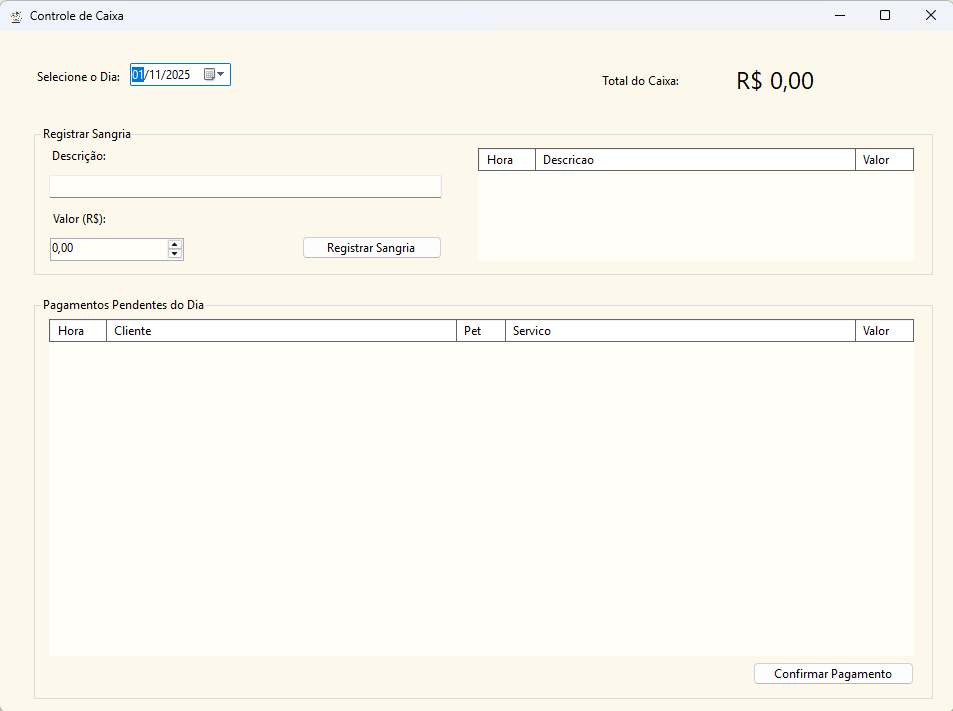 Controle de Caixa
Selecione o Dia: 01/11/2025
Total do Caixa: R$ 0,00
Registrar Sangria
Descrição:
Valor (R$):
0,00
Registrar Sangria
Hora Descricao Valor
Pagamentos Pendentes do Dia
Hora Cliente Pet Servico Valor
Confirmar Pagamento